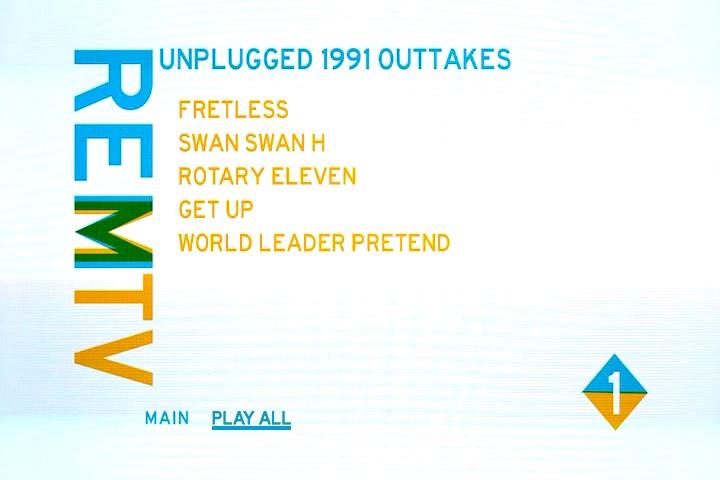 REMTV
UNPLUGGED 1991 OUTTAKES
FRETLESS
SWAN SWAN H
ROTARY ELEVEN
GET UP
WORLD LEADER PRETEND
1
MAIN PLAY ALL